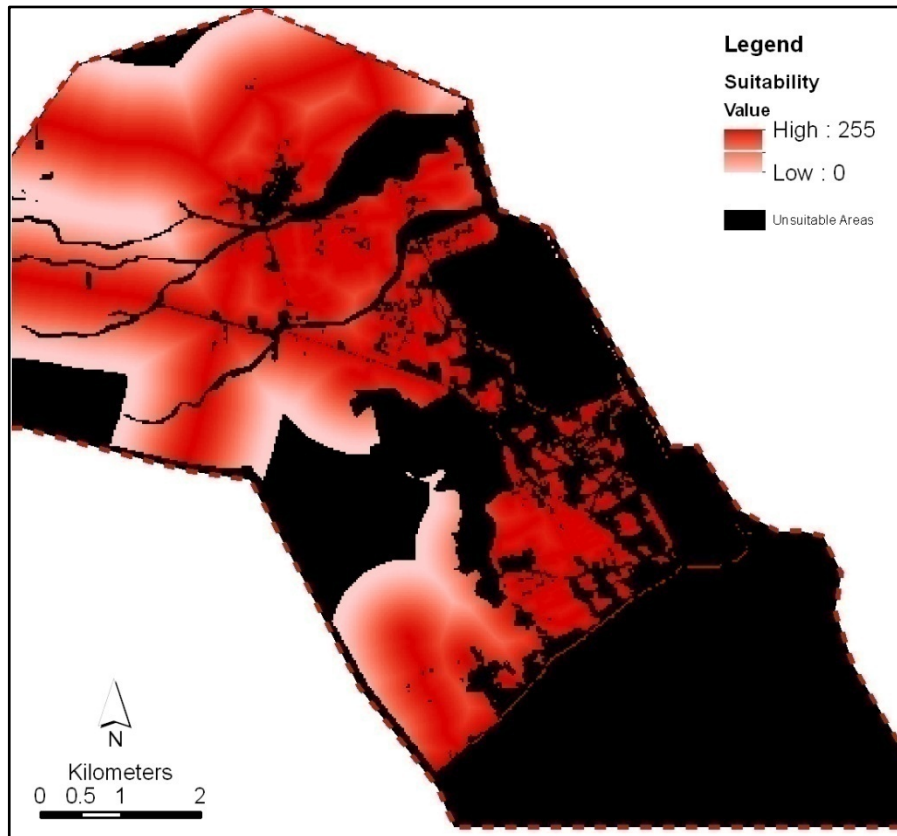 Legend
Suitability
Value
High : 255
Low : 0
Unsuitable Areas
N
Kilometers
0 0.5 1 2